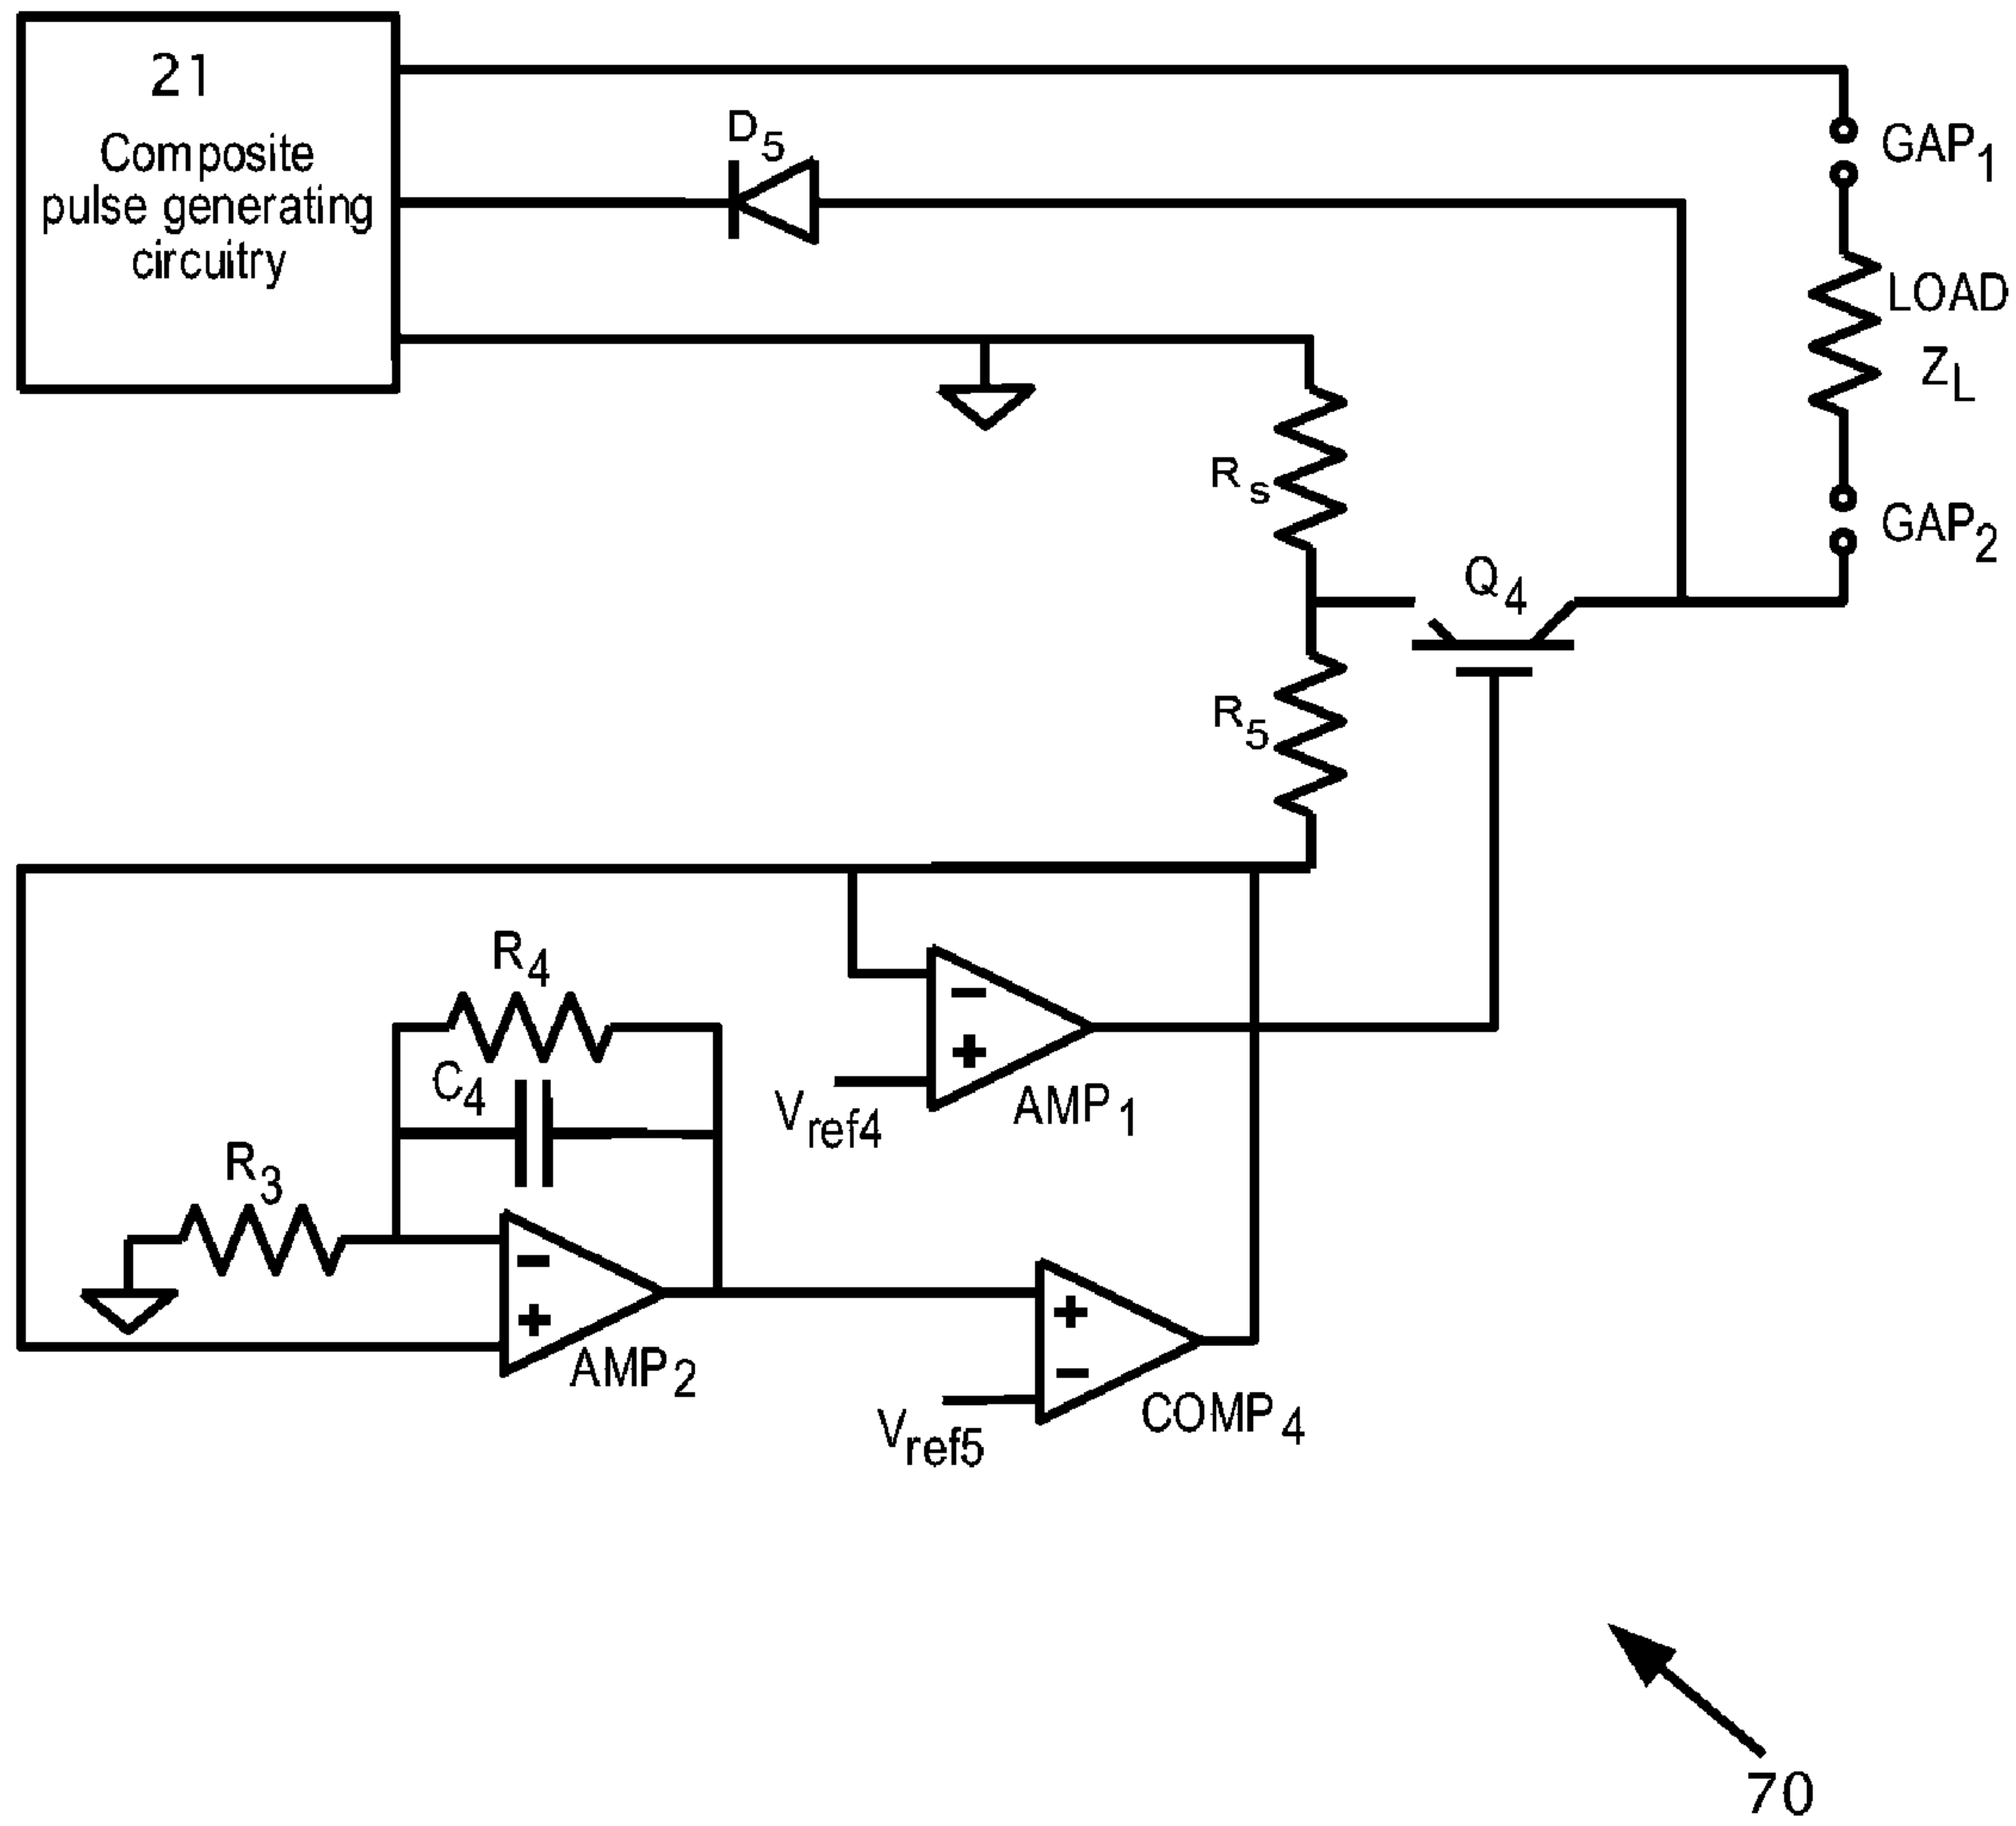 21
Composite
pulse generating
circuitry
D5
GAP1
LOAD
ZL
Rs
GAP2
Q4
R5
R4
C4
Vref4
AMP1
R3
AMP2
Vref5
COMP4
70